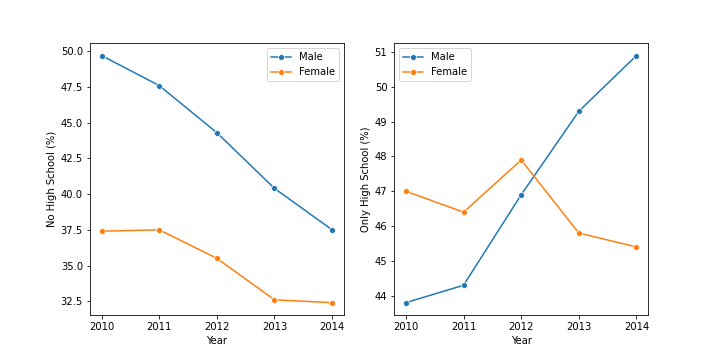 Male
Female
50.0
47.5
45.0
42.5
40.0
37.5
35.0
32.5
No High School (%)
2010 2011 2012 2013 2014
Year
Male
Female
51
50
49
48
47
46
45
44
Only High School (%)
2010 2011 2012 2013 2014
Year